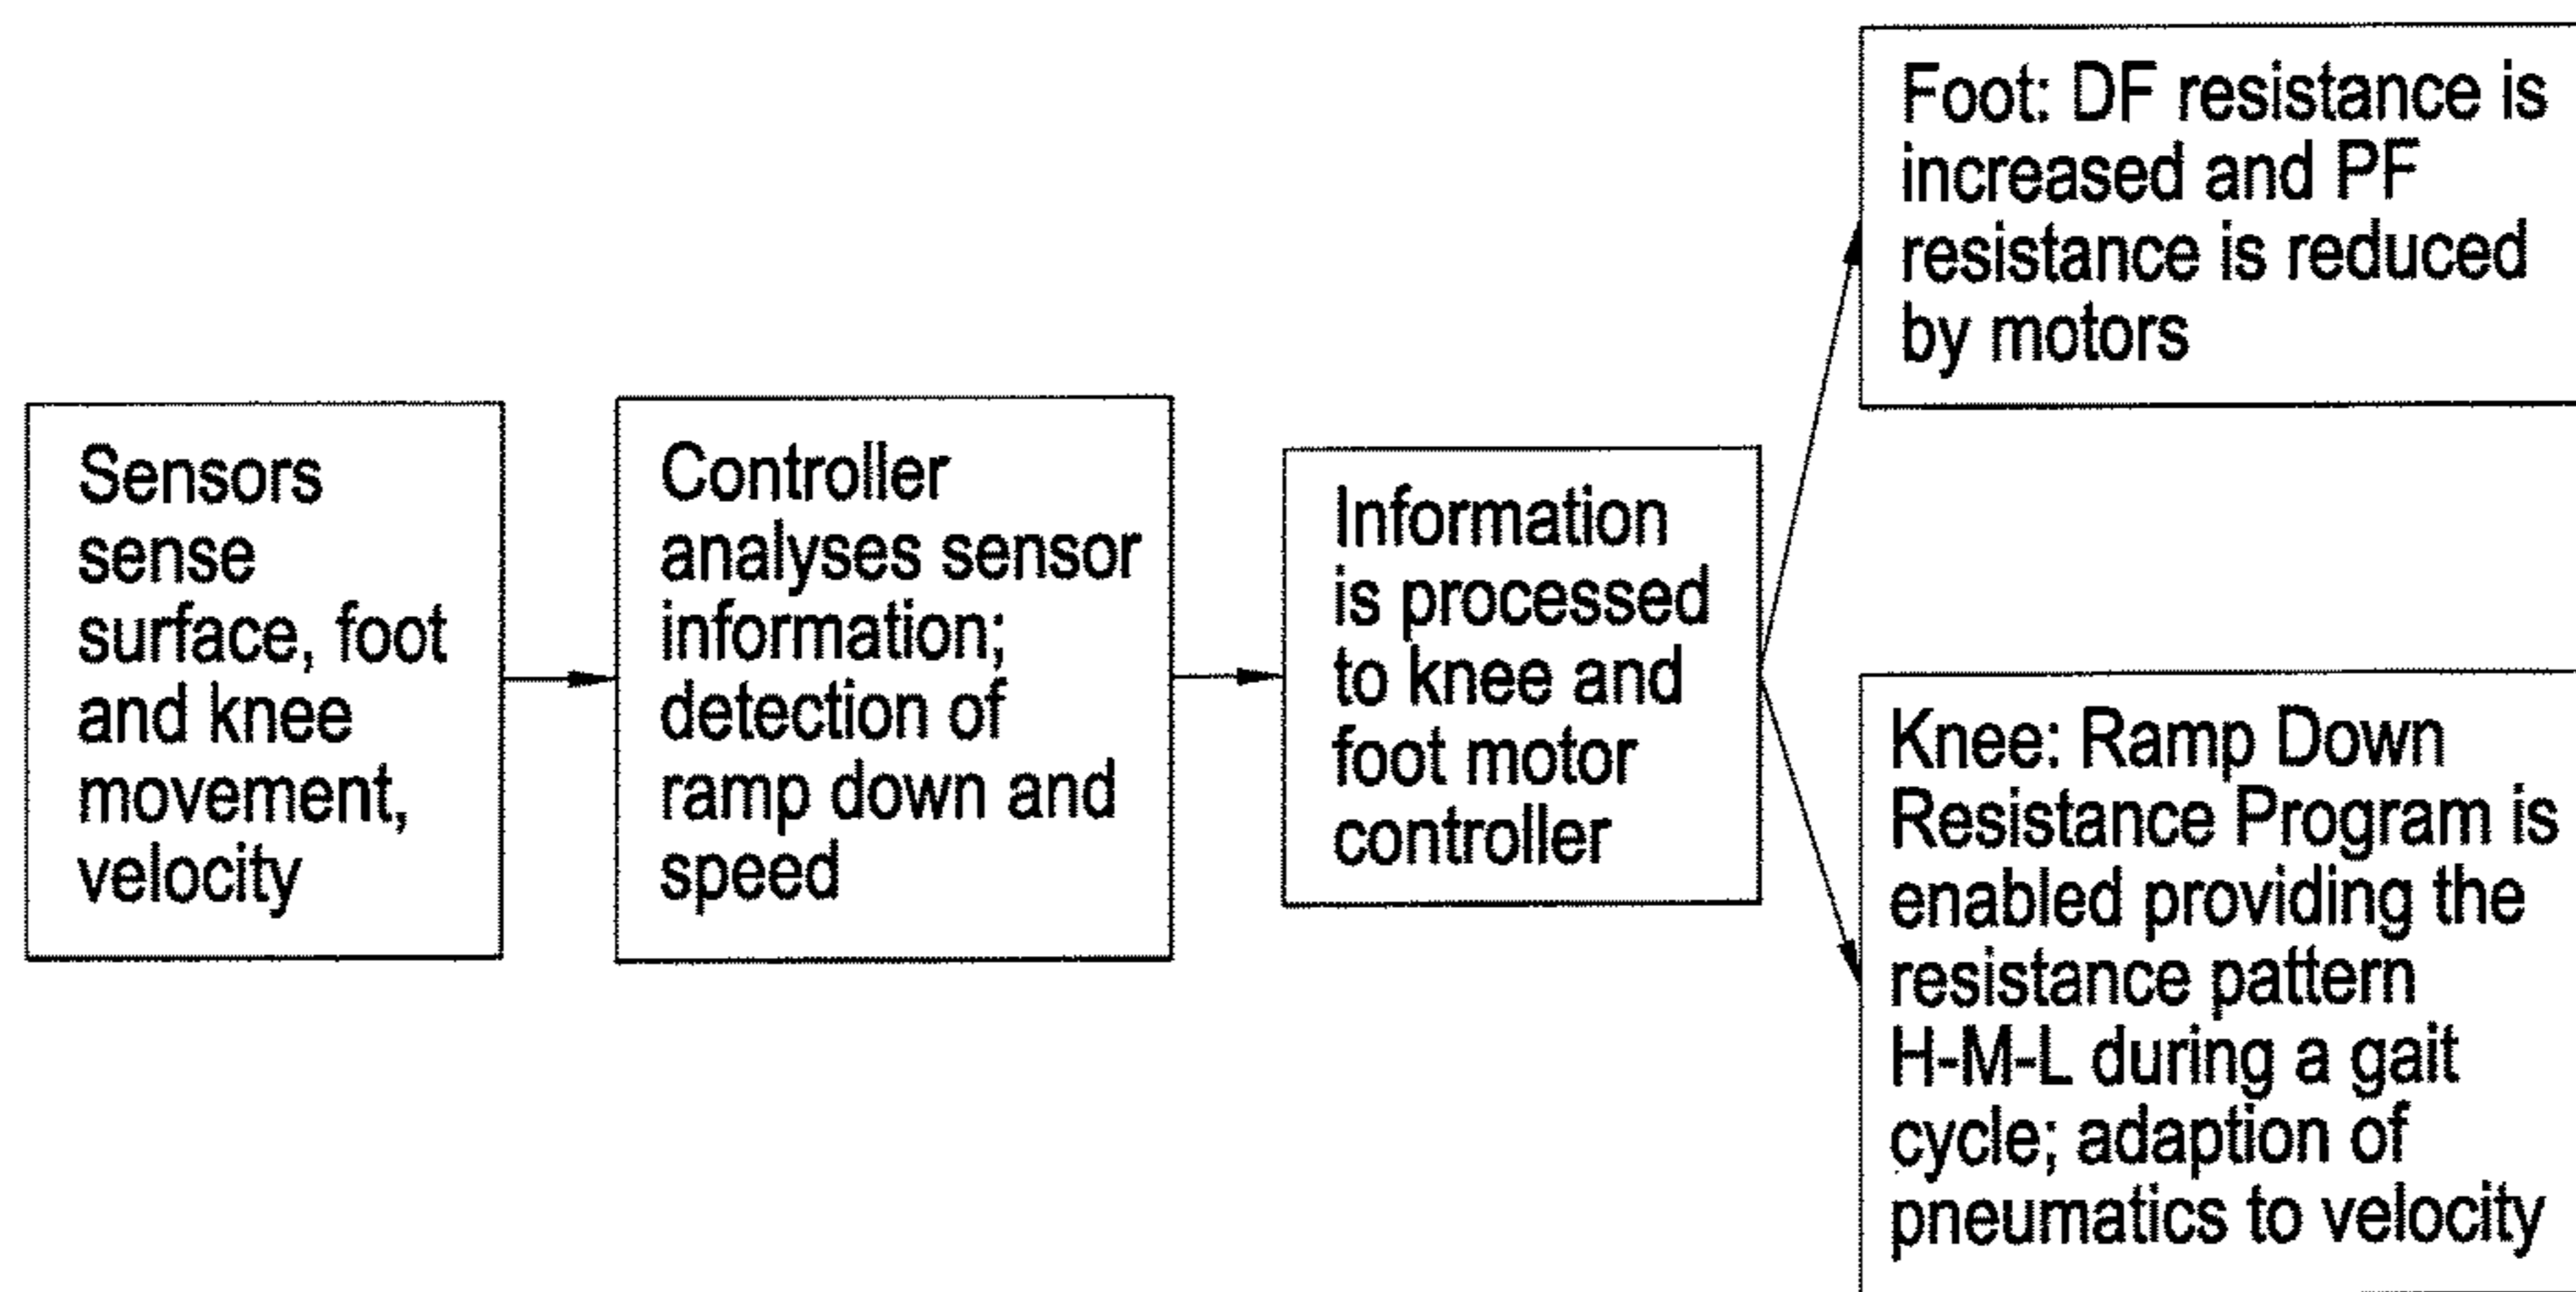 Sensors
sense
surface, foot
and knee
movement,
velocity
Controller
analyses sensor
information;
detection of
ramp down and
speed
Information
is processed
to knee and
foot motor
controller
Foot: DF resistance is
increased and PF
resistance is reduced
by motors
Knee: Ramp Down
Resistance Program is
enabled providing the
resistance pattern
H-M-L during a gait
cycle; adaption of
pneumatics to velocity